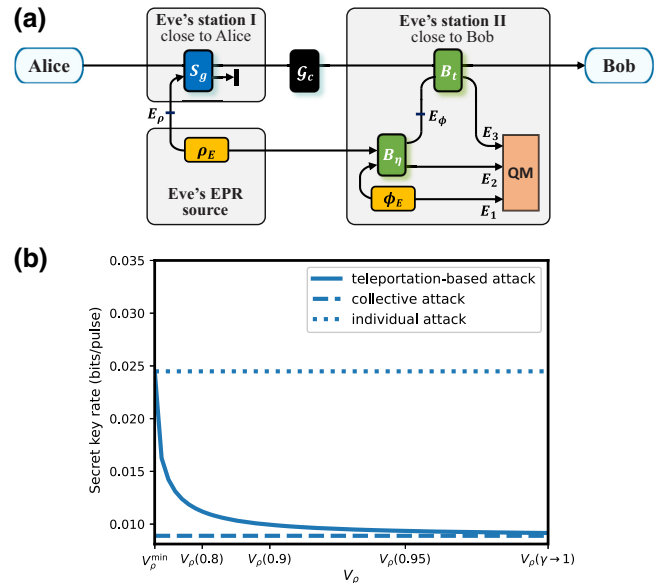 (a)
Eve's station I
close to Alice
Eve's station II
close to Bob
Alice
S_g
𝒢_c
B_t
Bob
E_ρ
E_ϕ
E_3
ρ_E
B_η
E_2
QM
Eve's EPR
source
ϕ_E
E_1
(b)
0.035
0.030
0.025
0.020
0.015
0.010
Secret key rate (bits/pulse)
teleportation-based attack
collective attack
individual attack
V_ρ^min
V_ρ(0.8)
V_ρ(0.9)
V_ρ(0.95)
V_ρ(γ→1)
V_ρ